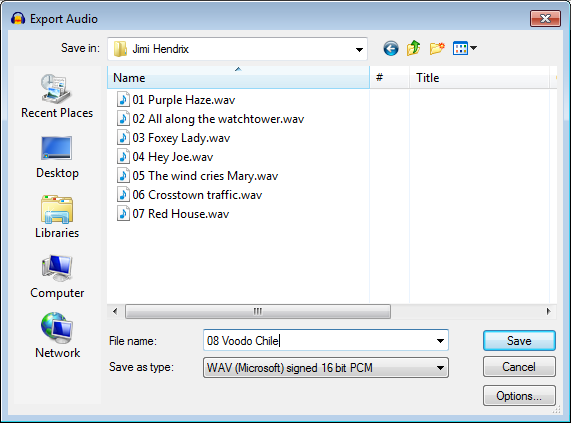 Export Audio
Save in: Jimi Hendrix
Name # Title
Recent Places
Desktop
Libraries
Computer
Network
01 Purple Haze.wav
02 All along the watchtower.wav
03 Foxey Lady.wav
04 Hey Joe.wav
05 The wind cries Mary.wav
06 Crosstown traffic.wav
07 Red House.wav
File name: 08 Voodo Chile Save
Save as type: WAV (Microsoft) signed 16 bit PCM Cancel
Options...